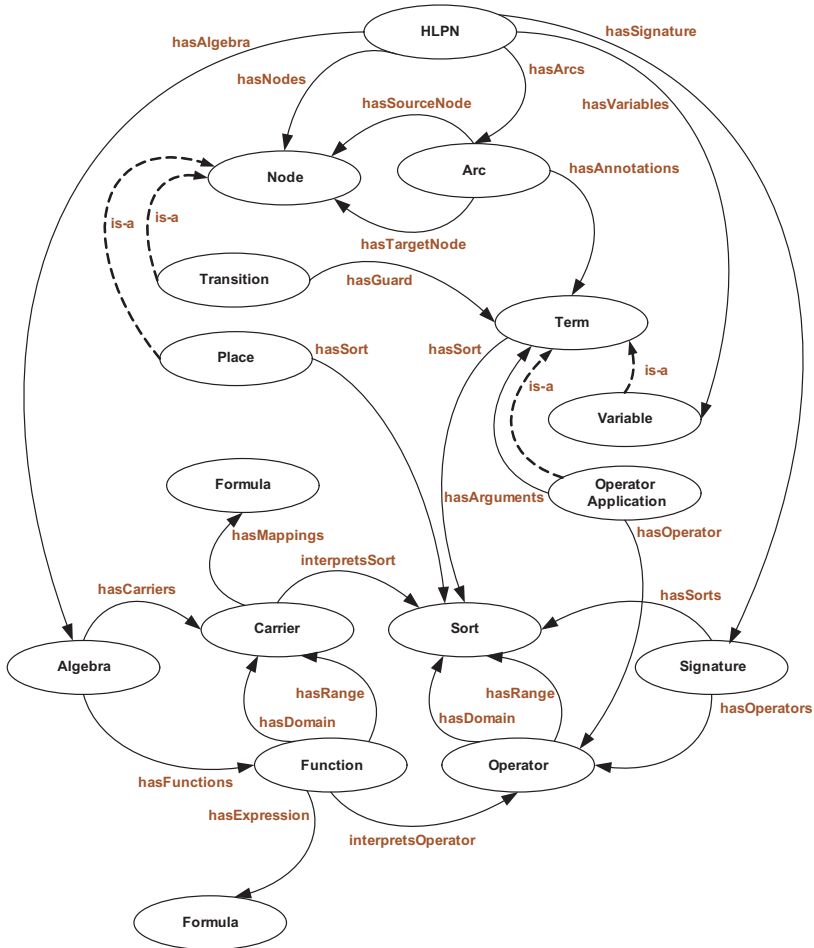 HLPN
hasSignature
hasAlgebra
hasNodes
hasArcs
hasSourceNode
hasVariables
Node
Arc
hasAnnotations
is-a
is-a
hasTargetNode
Transition
hasGuard
Term
Place
hasSort
hasSort
is-a
is-a
Variable
Formula
Operator
Application
hasArguments
hasMappings
hasOperator
interpretsSort
hasCarriers
hasSorts
Carrier
Sort
Algebra
Signature
hasRange
hasRange
hasDomain
hasDomain
hasOperators
Function
Operator
hasFunctions
hasExpression
interpretsOperator
Formula